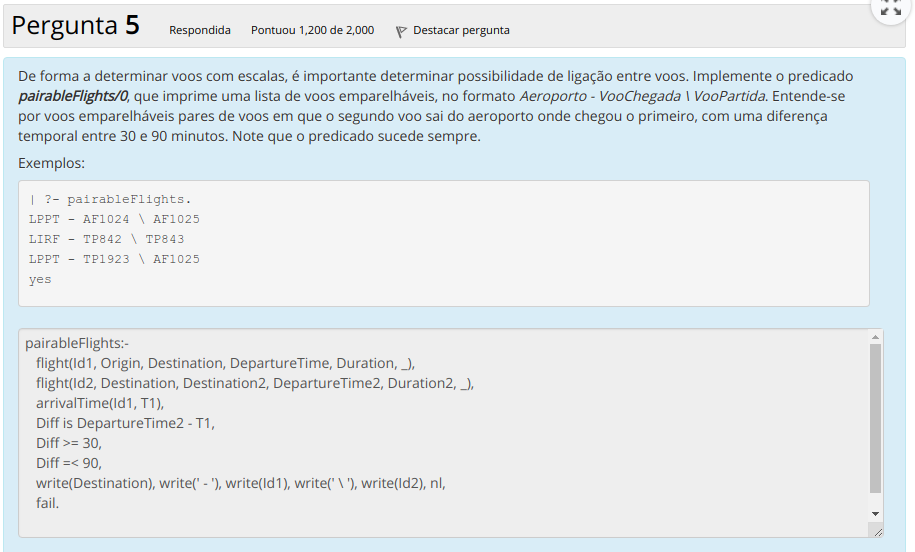 Pergunta 5 Respondida Pontuou 1,200 de 2,000 Destacar pergunta
De forma a determinar voos com escalas, é importante determinar possibilidade de ligação entre voos. Implemente o predicado
pairableFlights/0, que imprime uma lista de voos emparelháveis, no formato Aeroporto - VooChegada \ VooPartida. Entende-se
por voos emparelháveis pares de voos em que o segundo voo sai do aeroporto onde chegou o primeiro, com uma diferença
temporal entre 30 e 90 minutos. Note que o predicado sucede sempre.
Exemplos:
| ?- pairableFlights.
LPPT - AF1024 \ AF1025
LIRF - TP842 \ TP843
LPPT - TP1923 \ AF1025
yes
pairableFlights:-
flight(Id1, Origin, Destination, DepartureTime, Duration, _),
flight(Id2, Destination, Destination2, DepartureTime2, Duration2, _),
arrivalTime(Id1, T1),
Diff is DepartureTime2 - T1,
Diff >= 30,
Diff =< 90,
write(Destination), write(' - '), write(Id1), write(' \ '), write(Id2), nl,
fail.